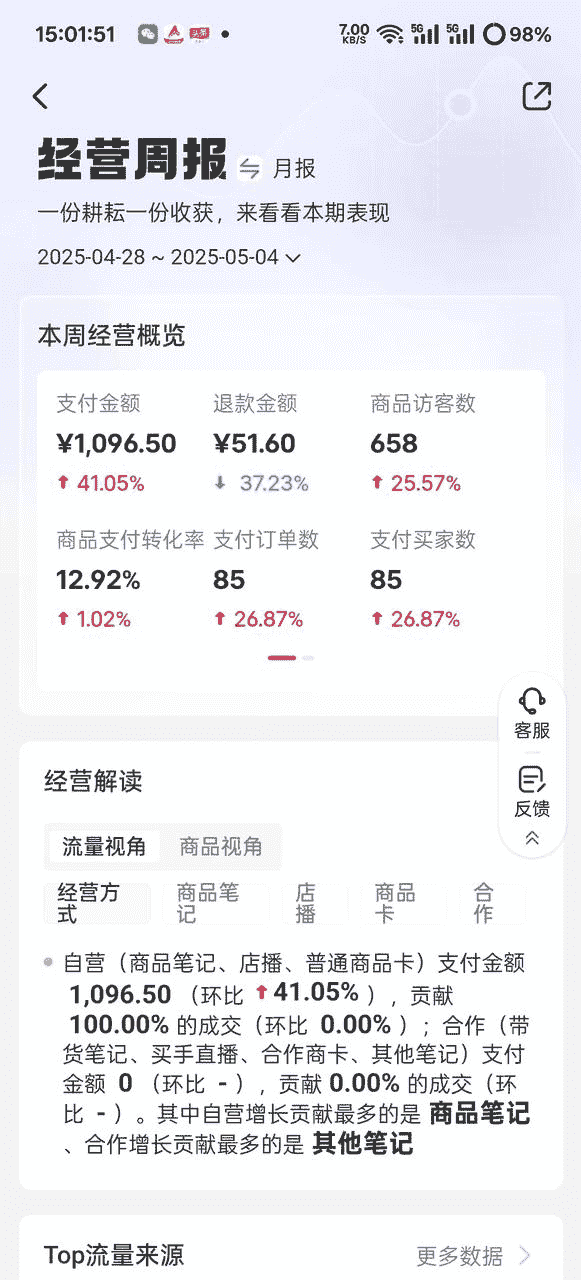 15:01:51 头条 7.00 KB/S 5G 5G 98%
经营周报 月报
一份耕耘一份收获，来看看本期表现
2025-04-28 ~ 2025-05-04
本周经营概览
支付金额 退款金额 商品访客数
¥1,096.50 ¥51.60 658
41.05% 37.23% 25.57%
商品支付转化率 支付订单数 支付买家数
12.92% 85 85
1.02% 26.87% 26.87%
客服
经营解读
反馈
流量视角 商品视角
经营方式 商品笔记 店播 商品卡 合作
自营（商品笔记、店播、普通商品卡）支付金额
1,096.50 （环比 41.05% ），贡献
100.00% 的成交（环比 0.00% ）；合作（带
货笔记、买手直播、合作商卡、其他笔记）支付
金额 0 （环比 - ），贡献 0.00% 的成交（环
比 - ）。其中自营增长贡献最多的是 商品笔记
、合作增长贡献最多的是 其他笔记
Top流量来源 更多数据